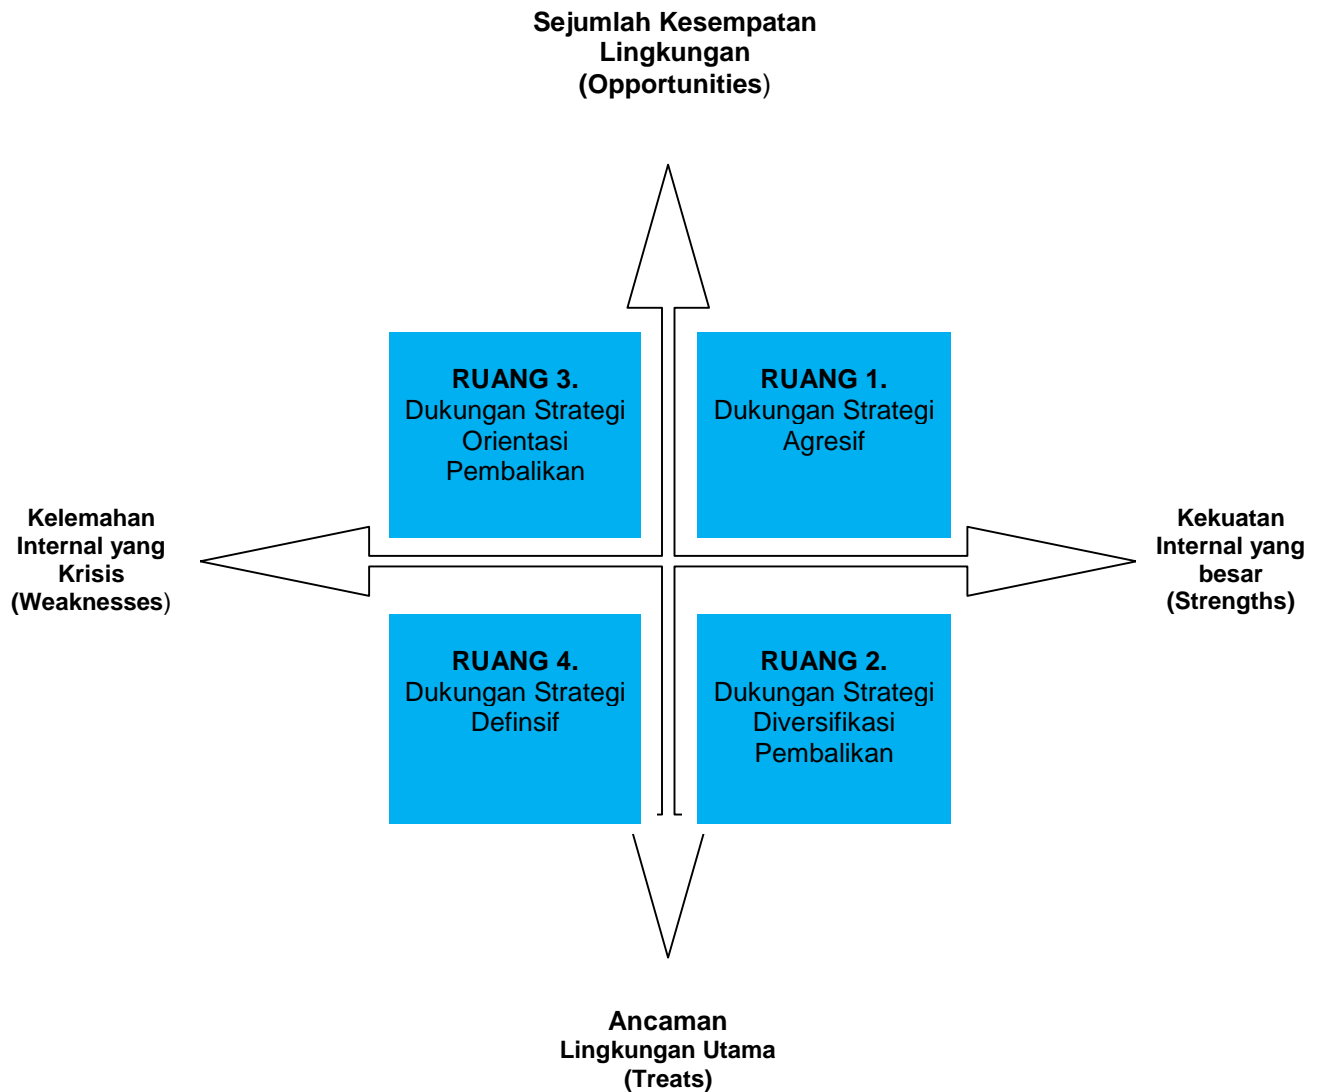 Sejumlah Kesempatan
Lingkungan
(Opportunities)
RUANG 3.
Dukungan Strategi
Orientasi
Pembalikan
RUANG 1.
Dukungan Strategi
Agresif
Kelemahan
Internal yang
Krisis
(Weaknesses)
Kekuatan
Internal yang
besar
(Strengths)
RUANG 4.
Dukungan Strategi
Definsif
RUANG 2.
Dukungan Strategi
Diversifikasi
Pembalikan
Ancaman
Lingkungan Utama
(Treats)